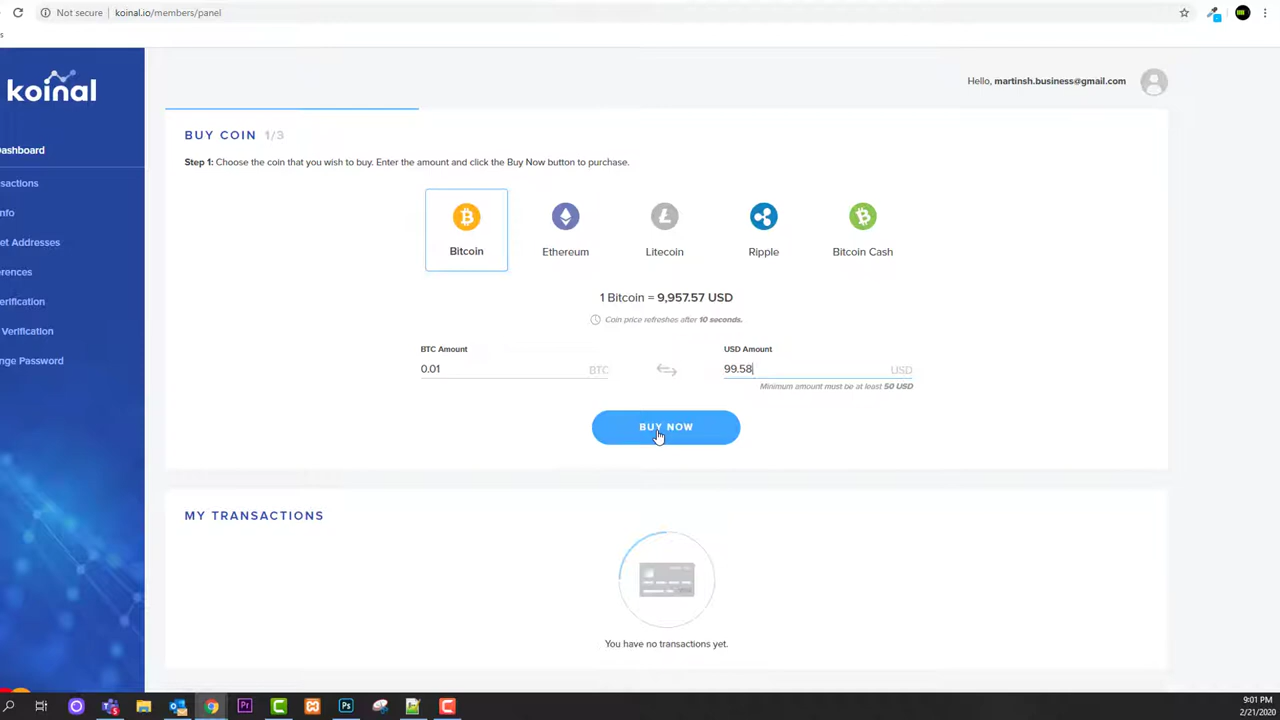 Not secure
koinal.io/members/panel
s
koinal
Hello, martinsh.business@gmail.com
BUY COIN 1/3
Step 1: Choose the coin that you wish to buy. Enter the amount and click the Buy Now button to purchase.
ashboard
sactions
nfo
et Addresses
erences
erification
Verification
nge Password
Bitcoin
Ethereum
Litecoin
Ripple
Bitcoin Cash
1 Bitcoin = 9,957.57 USD
Coin price refreshes after 10 seconds.
BTC Amount
USD Amount
0.01 BTC
99.58 USD
Minimum amount must be at least 50 USD
BUY NOW
MY TRANSACTIONS
You have no transactions yet.
9:01 PM
2/21/2020